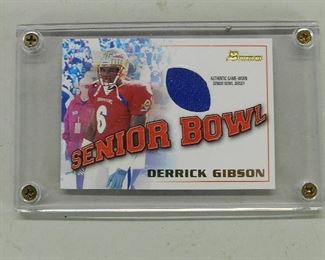 Bowman
AUTHENTIC GAME-WORN
SENIOR BOWL JERSEY
6
SENIOR BOWL
DERRICK GIBSON